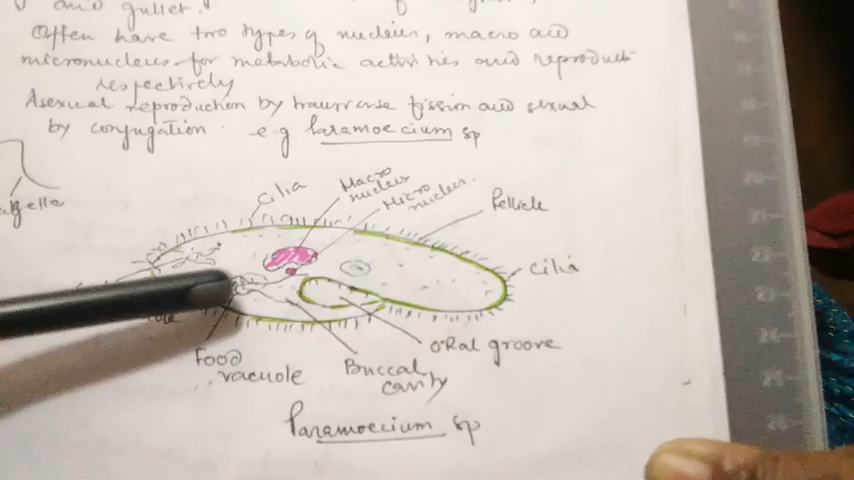 and gullet.
Often have two types of nucleus, macro and
micronucleus for metabolic activities and reproducti
respectively
Asexual reproduction by transverse fission and sexual
by conjugation. e.g Paramoecium sp
Cilia
Macro
nucleus
Micro
nucleus.
Pellicle
Cilia
Oral groove
Food
vacuole
Buccal
cavity
Paramoecium sp